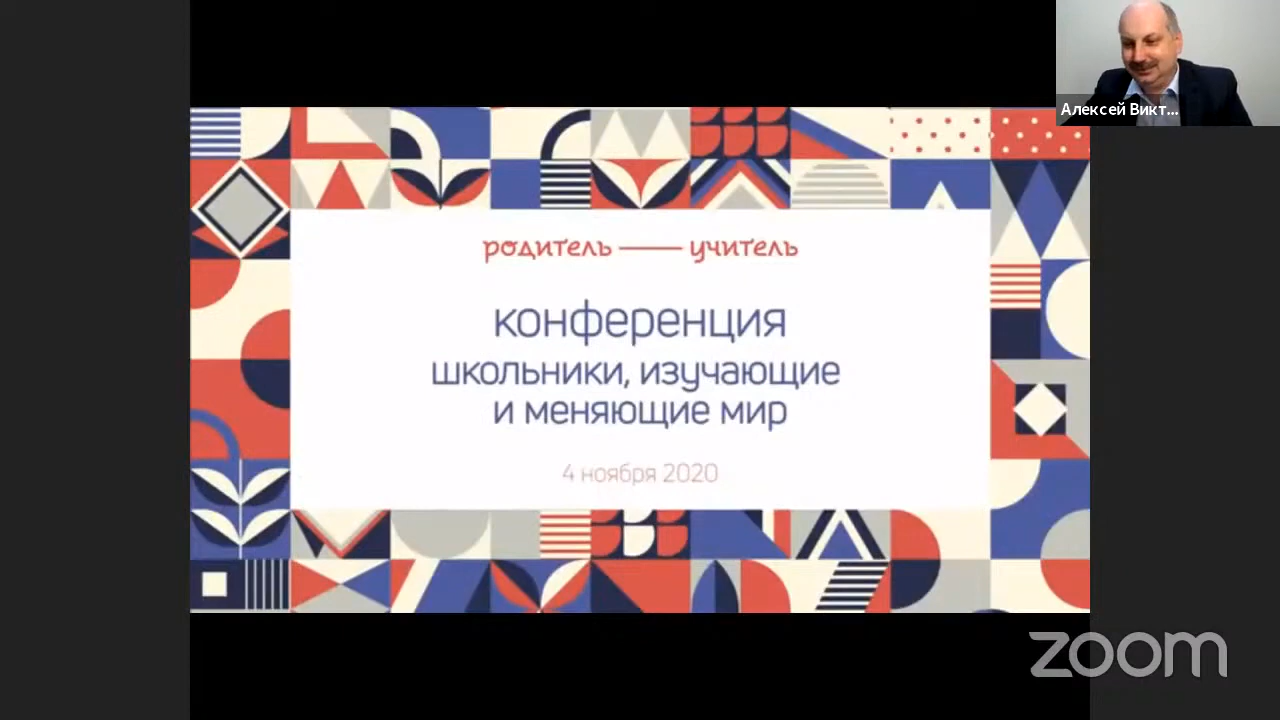 Алексей Викт...
родитель — учитель
конференция
школьники, изучающие
и меняющие мир
4 ноября 2020
zoom